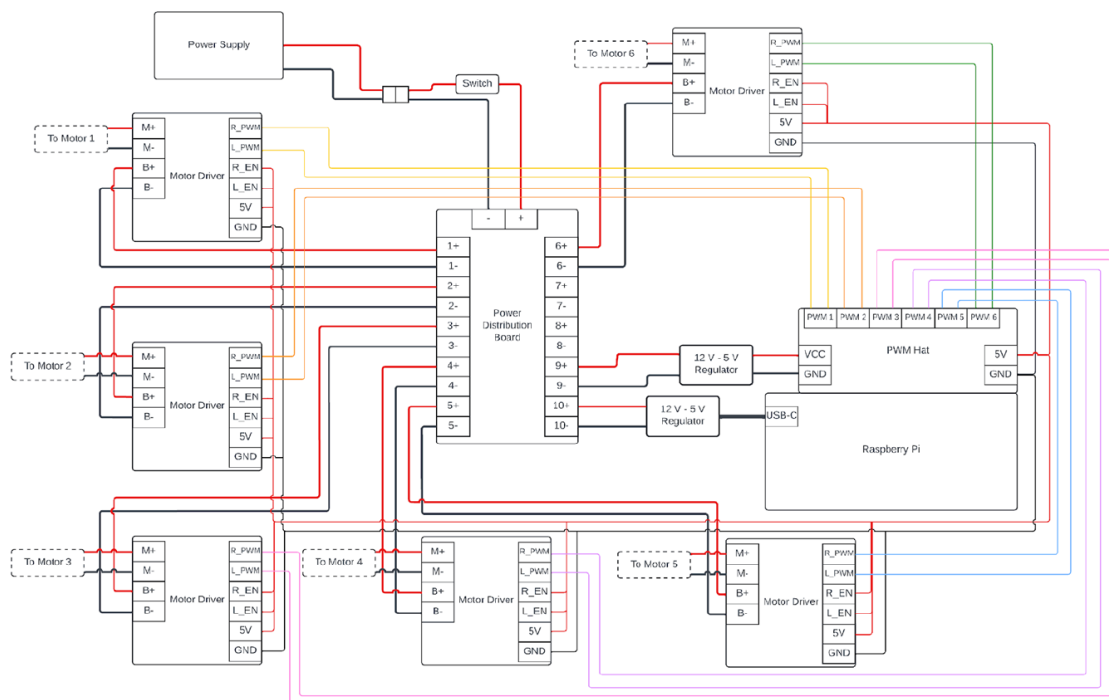 Power Supply
Switch
To Motor 6
M+
M-
B+
B-
Motor Driver
R_PWM
L_PWM
R_EN
L_EN
5V
GND
To Motor 1
M+
M-
B+
B-
Motor Driver
R_PWM
L_PWM
R_EN
L_EN
5V
GND
-
+
1+
1-
2+
2-
3+
3-
4+
4-
5+
5-
Power
Distribution
Board
6+
6-
7+
7-
8+
8-
9+
9-
10+
10-
To Motor 2
M+
M-
B+
B-
Motor Driver
R_PWM
L_PWM
R_EN
L_EN
5V
GND
12 V - 5 V
Regulator
12 V - 5 V
Regulator
PWM 1
PWM 2
PWM 3
PWM 4
PWM 5
PWM 6
PWM Hat
VCC
GND
5V
GND
USB-C
Raspberry Pi
To Motor 3
M+
M-
B+
B-
Motor Driver
R_PWM
L_PWM
R_EN
L_EN
5V
GND
To Motor 4
M+
M-
B+
B-
Motor Driver
R_PWM
L_PWM
R_EN
L_EN
5V
GND
To Motor 5
M+
M-
B+
B-
Motor Driver
R_PWM
L_PWM
R_EN
L_EN
5V
GND